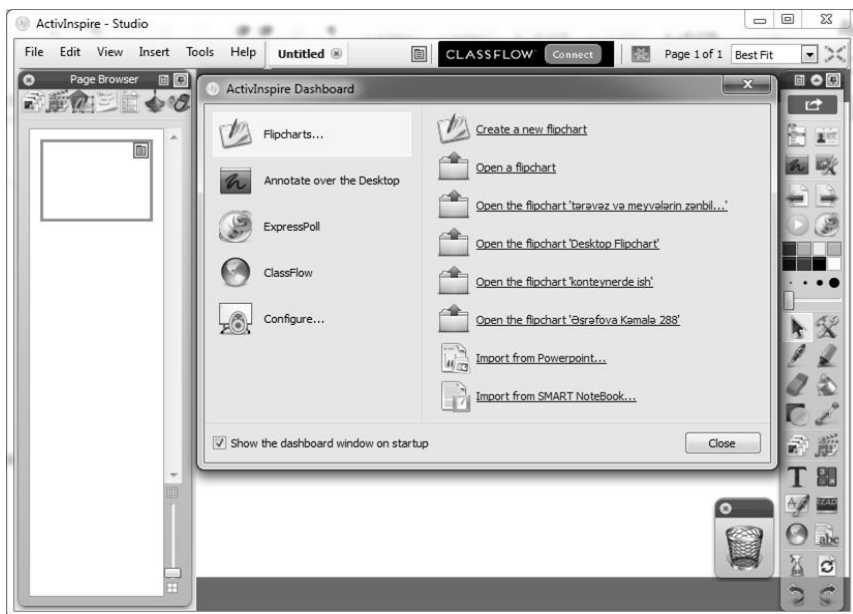 ActivInspire - Studio
File Edit View Insert Tools Help Untitled CLASSFLOW Connect Page 1 of 1 Best Fit
Page Browser
ActivInspire Dashboard
Flipcharts...
Annotate over the Desktop
ExpressPoll
ClassFlow
Configure...
Create a new flipchart
Open a flipchart
Open the flipchart 'tərəvəz və meyvələrin zənbil...'
Open the flipchart 'Desktop Flipchart'
Open the flipchart 'konteynerde ish'
Open the flipchart 'Əsrəfova Kəmalə 288'
Import from Powerpoint...
Import from SMART NoteBook...
Show the dashboard window on startup
Close
T
abc